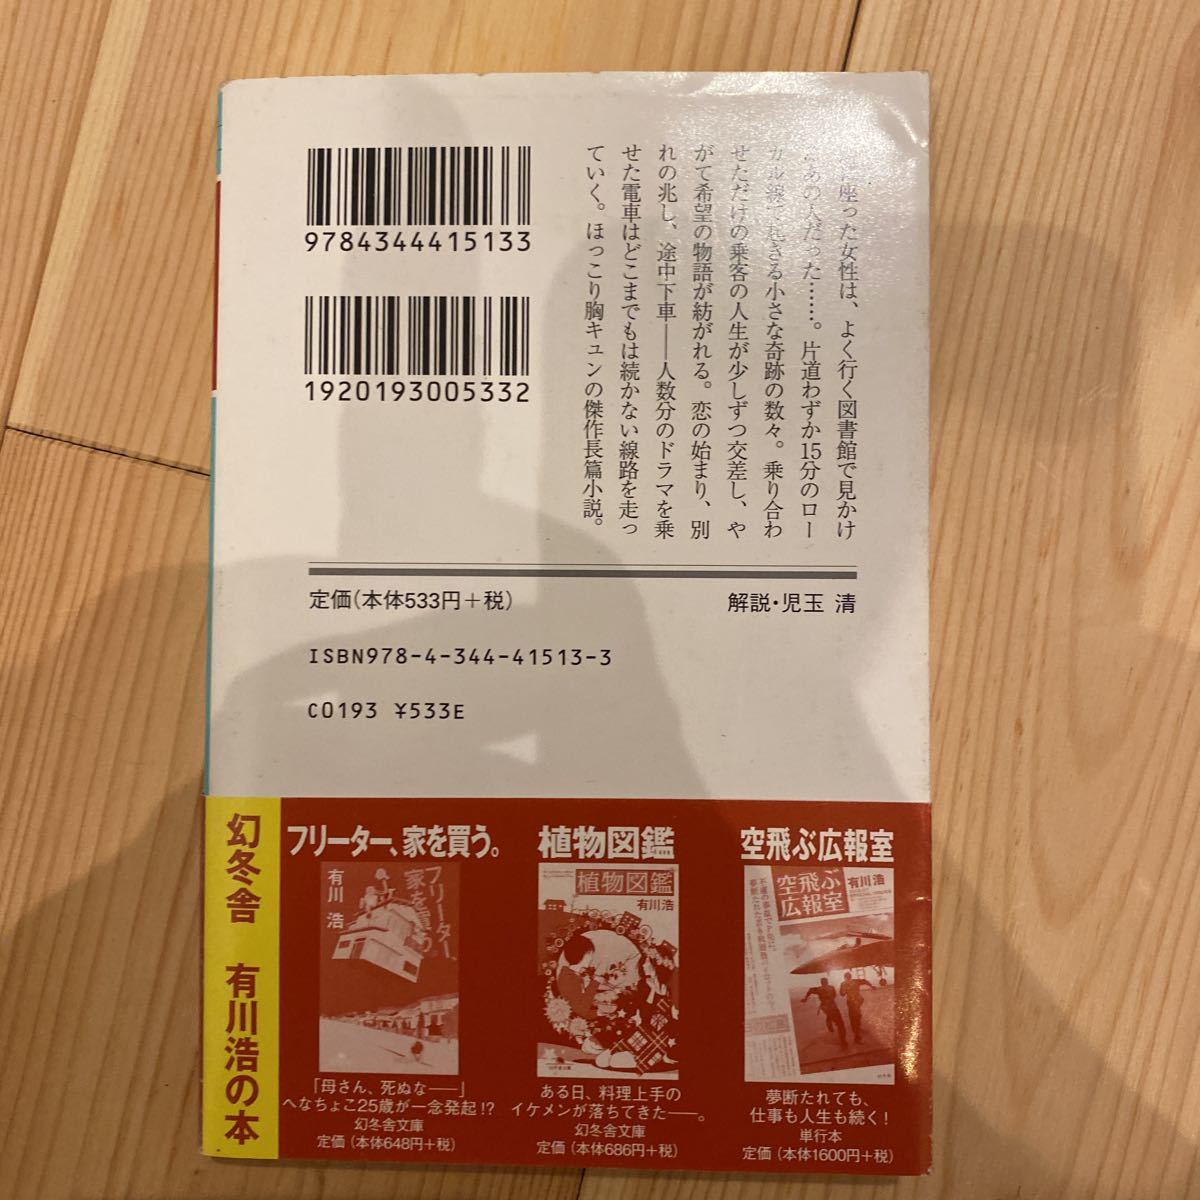 9784344415133
1920193005332
座った女性は、よく行く図書館で見かけ
あの人だった……。片道わずか15分のロー
カル線で起きる小さな奇跡の数々。乗り合わ
せただけの乗客の人生が少しずつ交差し、や
がて希望の物語が紡がれる。恋の始まり、別
れの兆し、途中下車――人数分のドラマを乗
せた電車はどこまでもは続かない線路を走っ
ていく。ほっこり胸キュンの傑作長篇小説。
定価(本体533円+税)
解説・児玉 清
ISBN978-4-344-41513-3
C0193 ¥533E
幻冬舎 有川浩の本
フリーター、家を買う。
有川 浩
フリーター、家を買う。
「母さん、死ぬな――」
へなちょこ25歳が一念発起!?
幻冬舎文庫
定価(本体648円+税)
植物図鑑
植物図鑑
有川浩
ある日、料理上手の
イケメンが落ちてきた――。
幻冬舎文庫
定価(本体686円+税)
空飛ぶ広報室
空飛ぶ広報室
有川 浩
夢断たれても、
仕事も人生も続く!
単行本
定価(本体1600円+税)